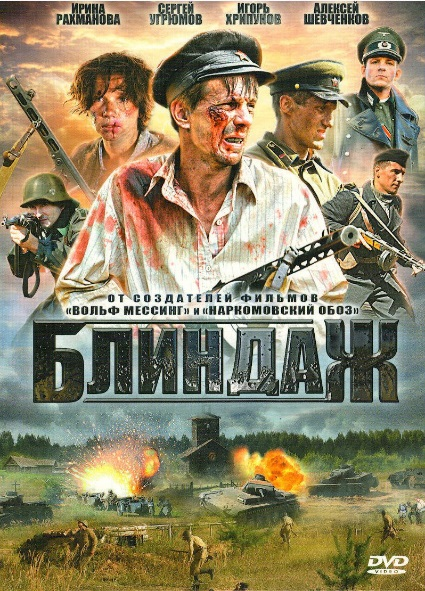 ИРИНА РАХМАНОВА
СЕРГЕЙ УГРЮМОВ
ИГОРЬ ХРИПУНОВ
АЛЕКСЕЙ ШЕВЧЕНКОВ
ОТ СОЗДАТЕЛЕЙ ФИЛЬМОВ
«ВОЛЬФ МЕССИНГ» и «НАРКОМОВСКИЙ ОБОЗ»
БЛИНДАЖ
DVD
VIDEO